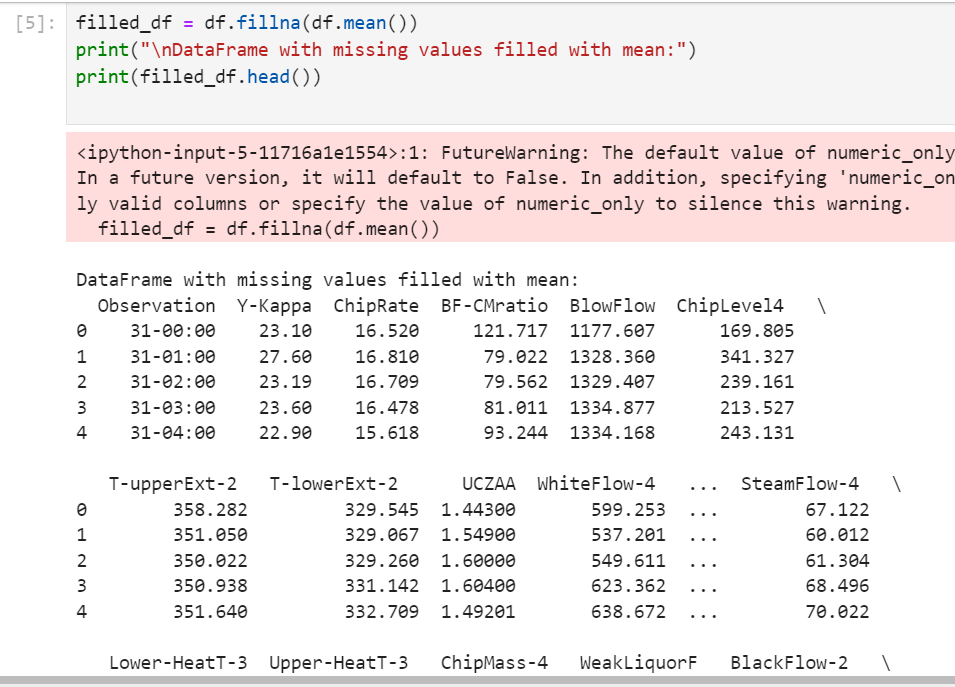 [5]: filled_df = df.fillna(df.mean())
print("\nDataFrame with missing values filled with mean:")
print(filled_df.head())
<ipython-input-5-11716a1e1554>:1: FutureWarning: The default value of numeric_only
In a future version, it will default to False. In addition, specifying 'numeric_on
ly valid columns or specify the value of numeric_only to silence this warning.
filled_df = df.fillna(df.mean())
DataFrame with missing values filled with mean:
Observation Y-Kappa ChipRate BF-CMratio BlowFlow ChipLevel4 \
0 31-00:00 23.10 16.520 121.717 1177.607 169.805
1 31-01:00 27.60 16.810 79.022 1328.360 341.327
2 31-02:00 23.19 16.709 79.562 1329.407 239.161
3 31-03:00 23.60 16.478 81.011 1334.877 213.527
4 31-04:00 22.90 15.618 93.244 1334.168 243.131
T-upperExt-2 T-lowerExt-2 UCZAA WhiteFlow-4 ... SteamFlow-4 \
0 358.282 329.545 1.44300 599.253 ... 67.122
1 351.050 329.067 1.54900 537.201 ... 60.012
2 350.022 329.260 1.60000 549.611 ... 61.304
3 350.938 331.142 1.60400 623.362 ... 68.496
4 351.640 332.709 1.49201 638.672 ... 70.022
Lower-HeatT-3 Upper-HeatT-3 ChipMass-4 WeakLiquorF BlackFlow-2 \